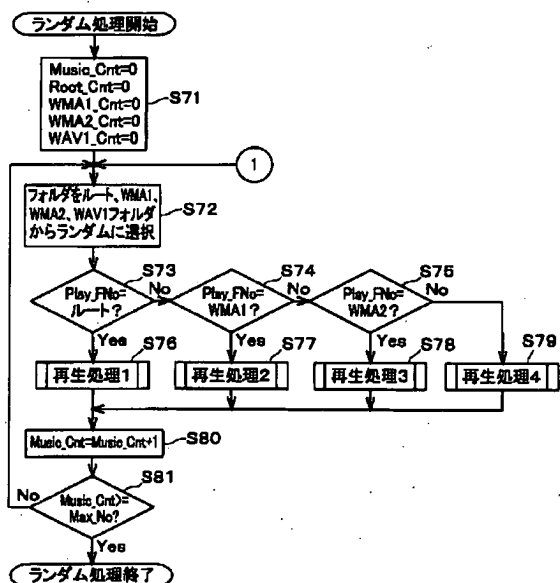 ランダム処理開始
Music_Cnt=0
Root_Cnt=0
WMA1_Cnt=0
WMA2_Cnt=0
WAV1_Cnt=0
S71
1
フォルダをルート、WMA1、
WMA2、WAV1フォルダ
からランダムに選択
S72
Play_FNo=
ルート?
S73
No
Yes
Play_FNo=
WMA1?
S74
No
Yes
Play_FNo=
WMA2?
S75
No
Yes
再生処理1
S76
再生処理2
S77
再生処理3
S78
再生処理4
S79
Music_Cnt=Music_Cnt+1
S80
Music_Cnt>=
Max_No?
S81
No
Yes
ランダム処理終了